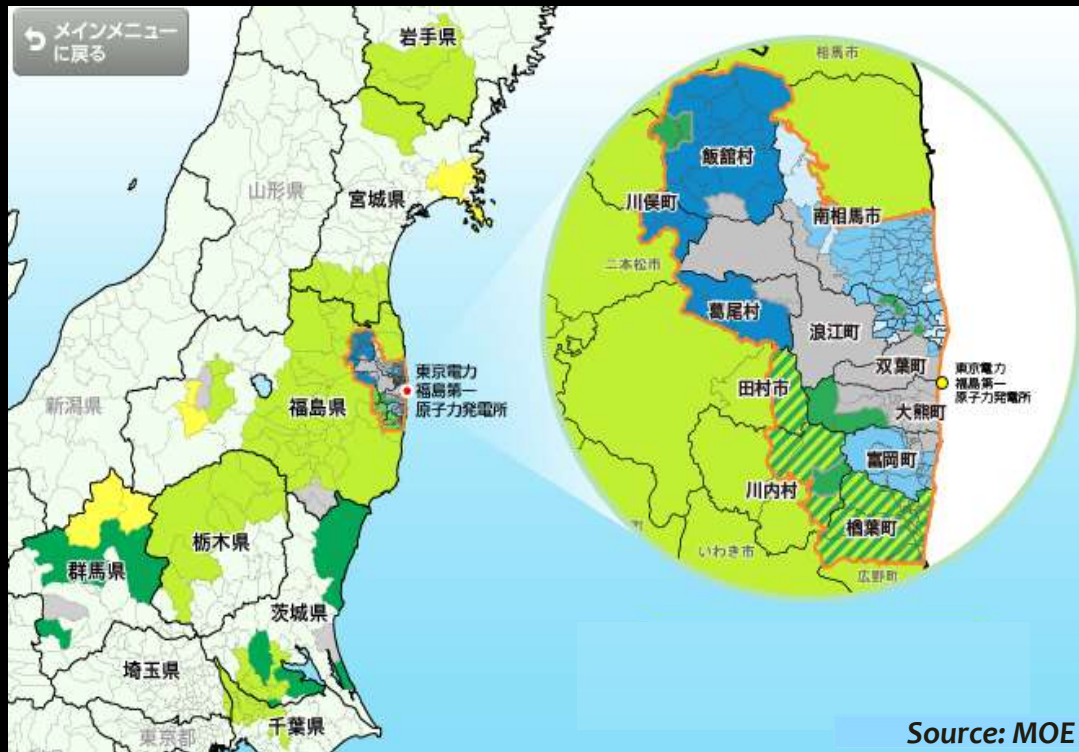 メインメニュー
に戻る
岩手県
山形県
宮城県
新潟県
福島県
東京電力
福島第一
原子力発電所
栃木県
群馬県
茨城県
埼玉県
東京都
千葉県
相馬市
飯舘村
川俣町
南相馬市
二本松市
葛尾村
浪江町
双葉町
東京電力
福島第一
原子力発電所
田村市
大熊町
富岡町
川内村
楢葉町
いわき市
広野町
Source: MOE